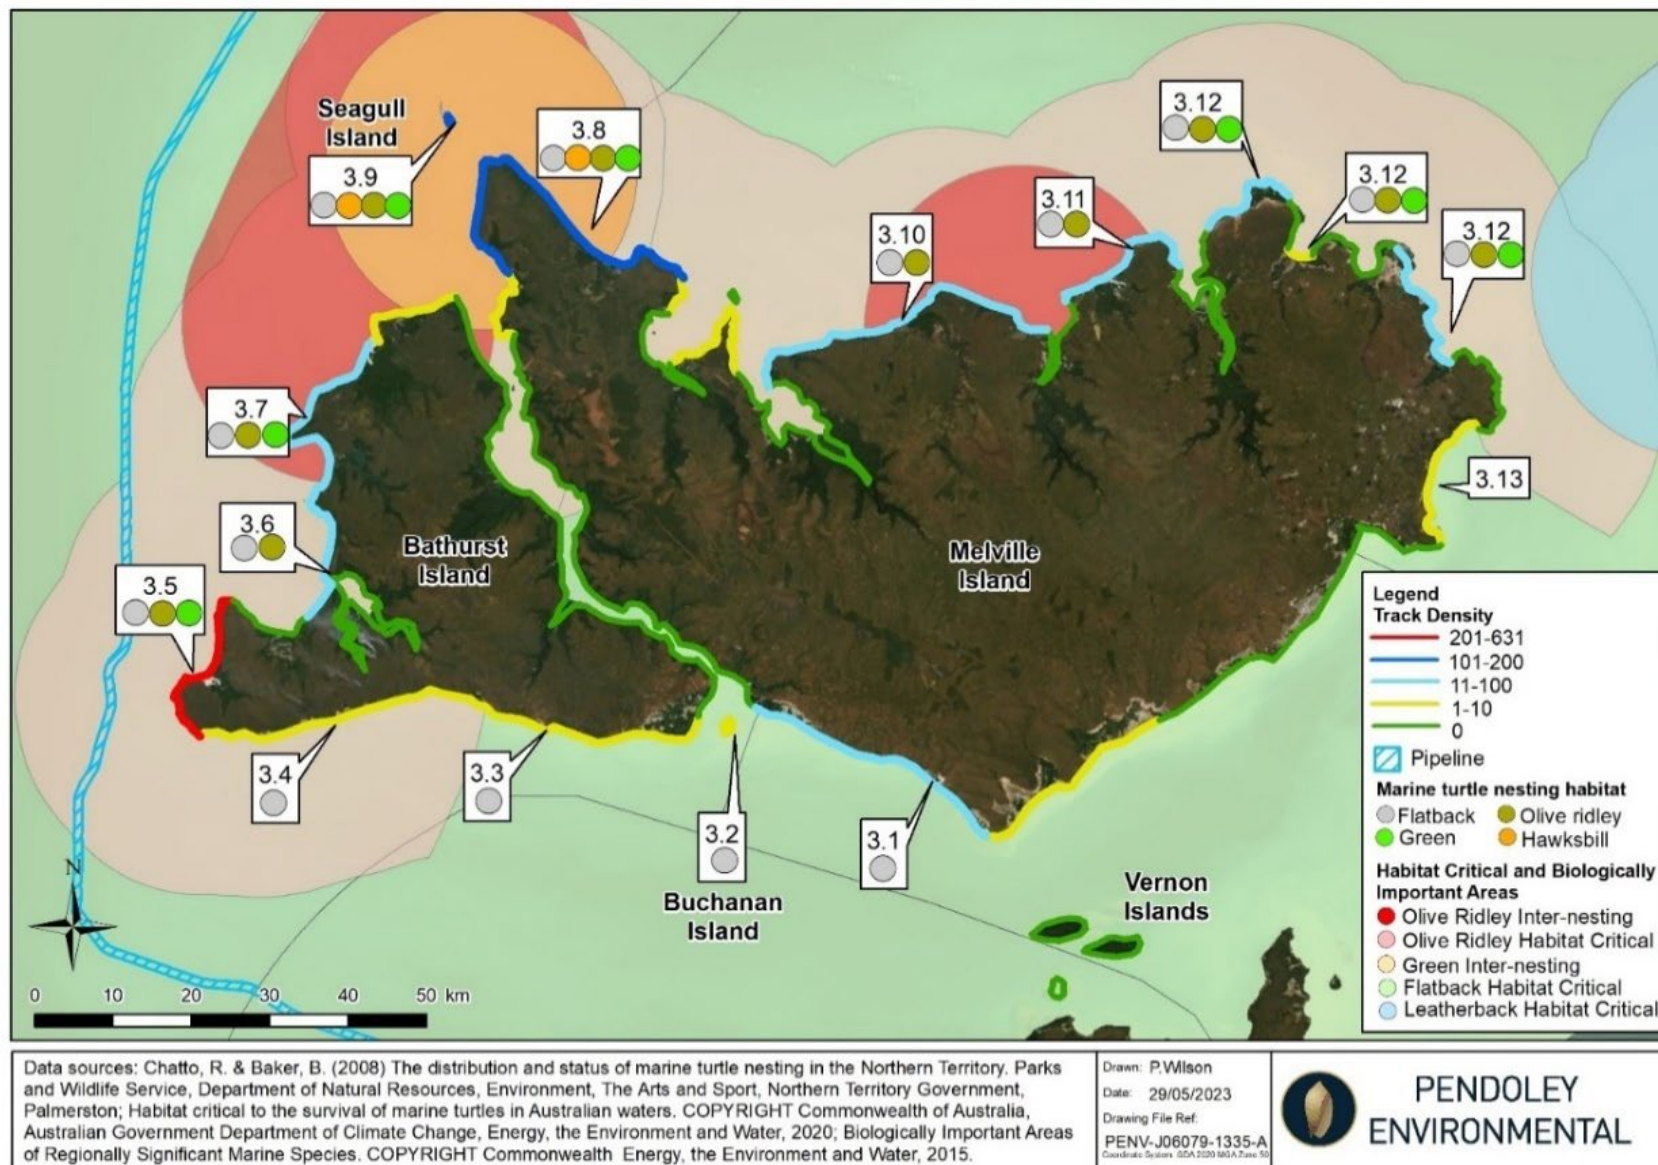 Seagull
Island
3.9
3.8
3.12
3.12
3.12
3.11
3.10
3.7
3.6
3.5
Bathurst
Island
Melville
Island
3.13
3.4
3.3
3.2
3.1
Buchanan
Island
Vernon
Islands
N
0 10 20 30 40 50 km
Legend
Track Density
201-631
101-200
11-100
1-10
0
Pipeline
Marine turtle nesting habitat
Flatback
Olive ridley
Green
Hawksbill
Habitat Critical and Biologically
Important Areas
Olive Ridley Inter-nesting
Olive Ridley Habitat Critical
Green Inter-nesting
Flatback Habitat Critical
Leatherback Habitat Critical
Data sources: Chatto, R. & Baker, B. (2008) The distribution and status of marine turtle nesting in the Northern Territory. Parks
and Wildlife Service, Department of Natural Resources, Environment, The Arts and Sport, Northern Territory Government,
Palmerston; Habitat critical to the survival of marine turtles in Australian waters. COPYRIGHT Commonwealth of Australia,
Australian Government Department of Climate Change, Energy, the Environment and Water, 2020; Biologically Important Areas
of Regionally Significant Marine Species. COPYRIGHT Commonwealth Energy, the Environment and Water, 2015.
Drawn: P.Wilson
Date: 29/05/2023
Drawing File Ref:
PENV-J06079-1335-A
Coordinate System: GDA 2020 MGA Zone 50
PENDOLEY
ENVIRONMENTAL